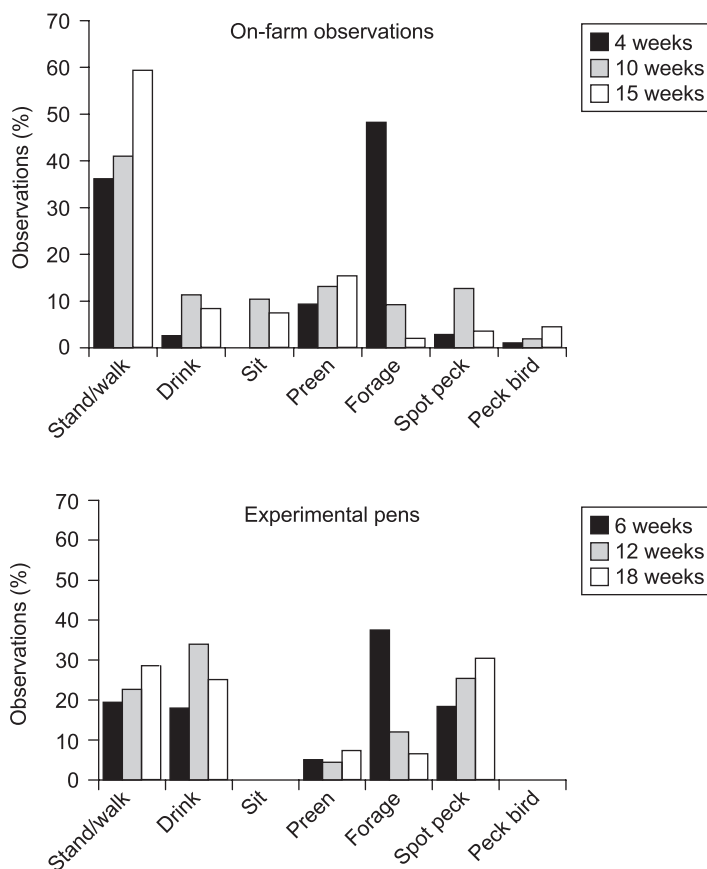 On-farm observations
4 weeks
10 weeks
15 weeks
Observations (%)
70
60
50
40
30
20
10
0
Stand/walk
Drink
Sit
Preen
Forage
Spot peck
Peck bird
Experimental pens
6 weeks
12 weeks
18 weeks
Observations (%)
70
60
50
40
30
20
10
0
Stand/walk
Drink
Sit
Preen
Forage
Spot peck
Peck bird